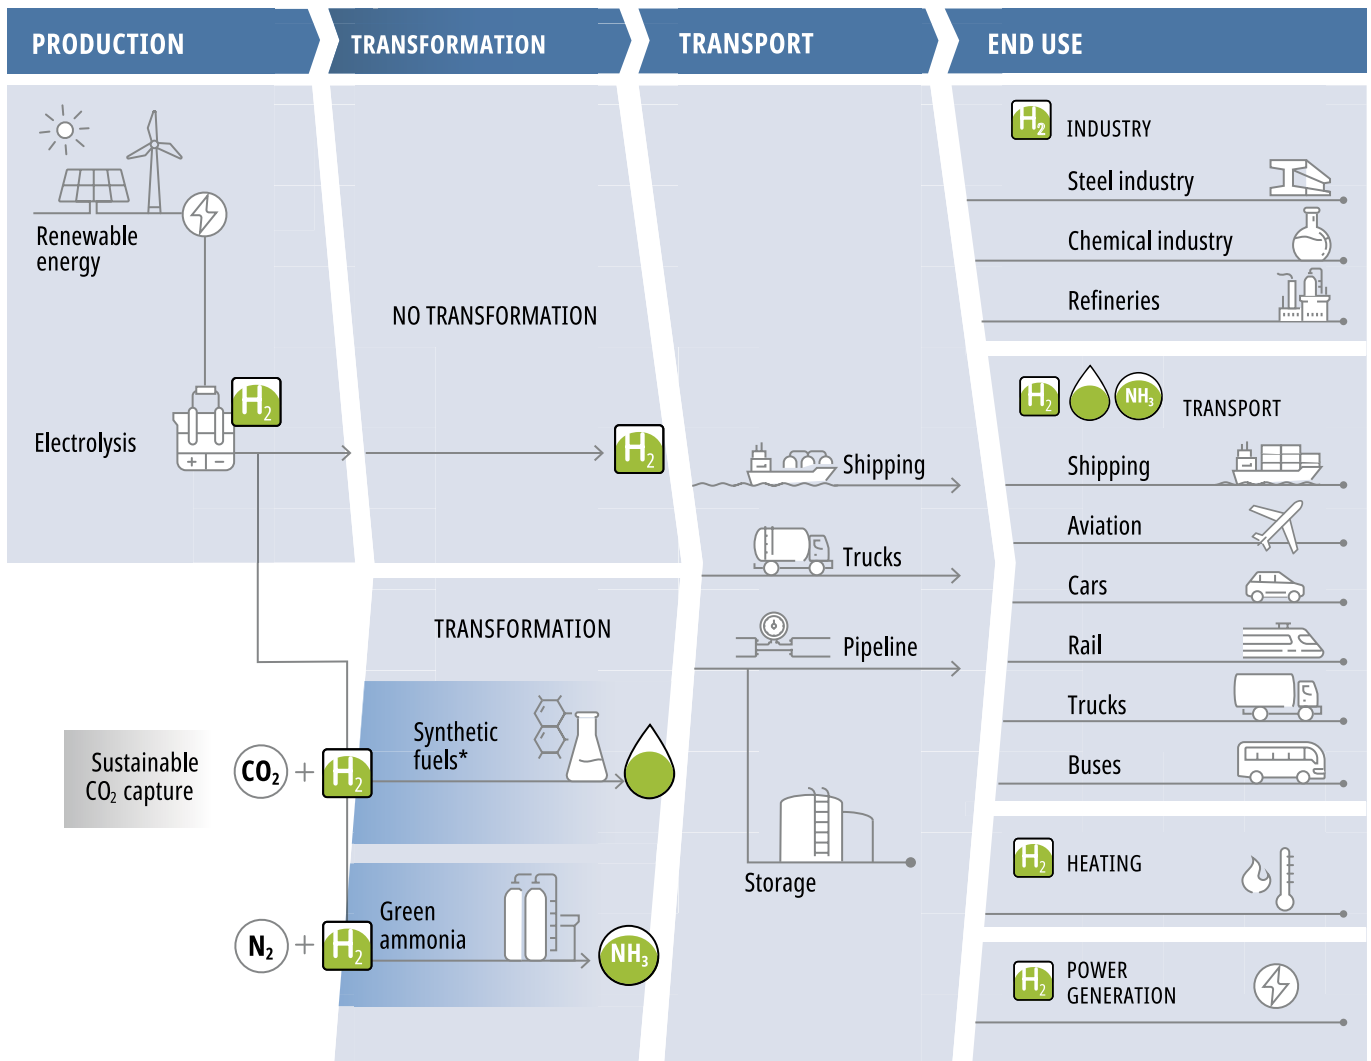 PRODUCTION
TRANSFORMATION
TRANSPORT
END USE
Renewable
energy
Electrolysis
H₂
NO TRANSFORMATION
H₂
TRANSFORMATION
Sustainable
CO₂ capture
CO₂ + H₂
Synthetic
fuels*
N₂ + H₂
Green
ammonia
NH₃
Shipping
Trucks
Pipeline
Storage
H₂ INDUSTRY
Steel industry
Chemical industry
Refineries
H₂ NH₃ TRANSPORT
Shipping
Aviation
Cars
Rail
Trucks
Buses
H₂ HEATING
H₂ POWER
GENERATION